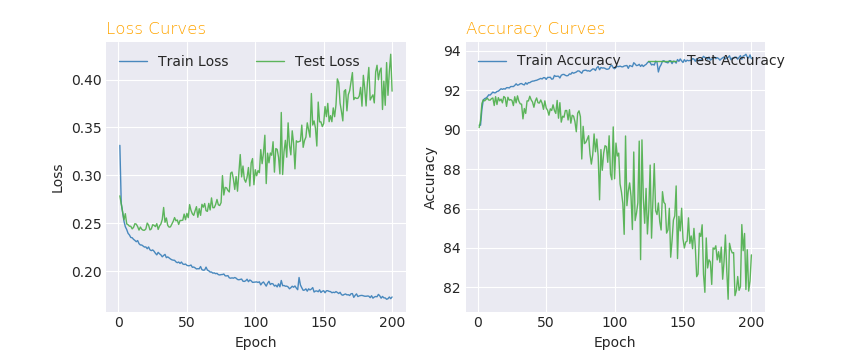 Loss Curves
Train Loss
Test Loss
0.40
0.35
0.30
0.25
0.20
Loss
0
50
100
150
200
Epoch
Accuracy Curves
Train Accuracy
Test Accuracy
94
92
90
88
86
84
82
Accuracy
0
50
100
150
200
Epoch